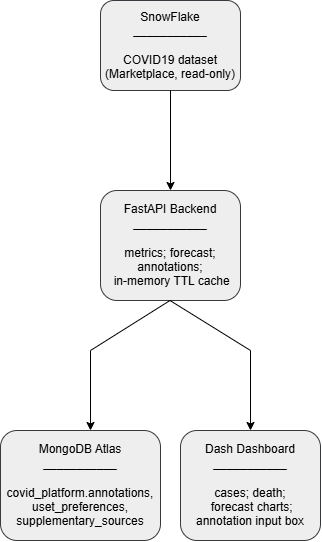 SnowFlake
COVID19 dataset
(Marketplace, read-only)
FastAPI Backend
metrics; forecast;
annotations;
in-memory TTL cache
MongoDB Atlas
covid_platform.annotations,
uset_preferences,
supplementary_sources
Dash Dashboard
cases; death;
forecast charts;
annotation input box